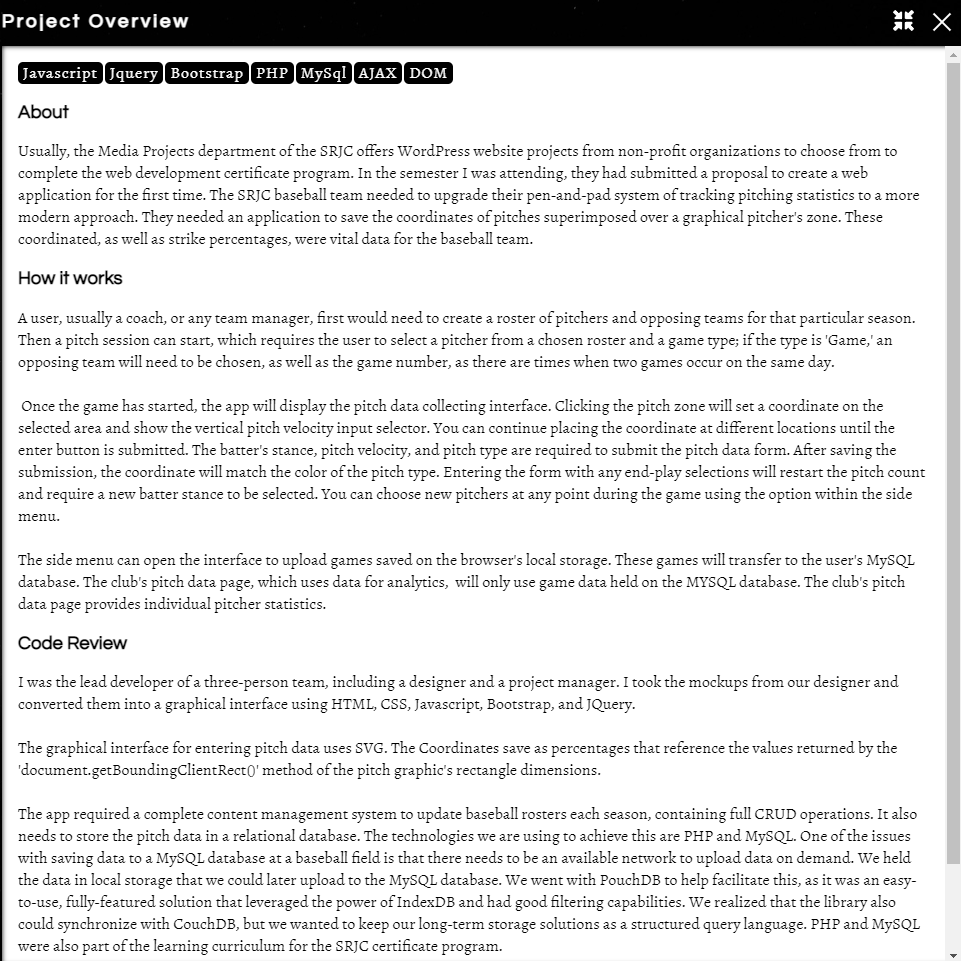 Project Overview
Javascript Jquery Bootstrap PHP MySql AJAX DOM
About
Usually, the Media Projects department of the SRJC offers WordPress website projects from non-profit organizations to choose from to
complete the web development certificate program. In the semester I was attending, they had submitted a proposal to create a web
application for the first time. The SRJC baseball team needed to upgrade their pen-and-pad system of tracking pitching statistics to a more
modern approach. They needed an application to save the coordinates of pitches superimposed over a graphical pitcher's zone. These
coordinated, as well as strike percentages, were vital data for the baseball team.
How it works
A user, usually a coach, or any team manager, first would need to create a roster of pitchers and opposing teams for that particular season.
Then a pitch session can start, which requires the user to select a pitcher from a chosen roster and a game type; if the type is 'Game,' an
opposing team will need to be chosen, as well as the game number, as there are times when two games occur on the same day.
Once the game has started, the app will display the pitch data collecting interface. Clicking the pitch zone will set a coordinate on the
selected area and show the vertical pitch velocity input selector. You can continue placing the coordinate at different locations until the
enter button is submitted. The batter's stance, pitch velocity, and pitch type are required to submit the pitch data form. After saving the
submission, the coordinate will match the color of the pitch type. Entering the form with any end-play selections will restart the pitch count
and require a new batter stance to be selected. You can choose new pitchers at any point during the game using the option within the side
menu.
The side menu can open the interface to upload games saved on the browser's local storage. These games will transfer to the user's MySQL
database. The club's pitch data page, which uses data for analytics,  will only use game data held on the MYSQL database. The club's pitch
data page provides individual pitcher statistics.
Code Review
I was the lead developer of a three-person team, including a designer and a project manager. I took the mockups from our designer and
converted them into a graphical interface using HTML, CSS, Javascript, Bootstrap, and JQuery.
The graphical interface for entering pitch data uses SVG. The Coordinates save as percentages that reference the values returned by the
'document.getBoundingClientRect()' method of the pitch graphic's rectangle dimensions.
The app required a complete content management system to update baseball rosters each season, containing full CRUD operations. It also
needs to store the pitch data in a relational database. The technologies we are using to achieve this are PHP and MySQL. One of the issues
with saving data to a MySQL database at a baseball field is that there needs to be an available network to upload data on demand. We held
the data in local storage that we could later upload to the MySQL database. We went with PouchDB to help facilitate this, as it was an easy-
to-use, fully-featured solution that leveraged the power of IndexDB and had good filtering capabilities. We realized that the library also
could synchronize with CouchDB, but we wanted to keep our long-term storage solutions as a structured query language. PHP and MySQL
were also part of the learning curriculum for the SRJC certificate program.